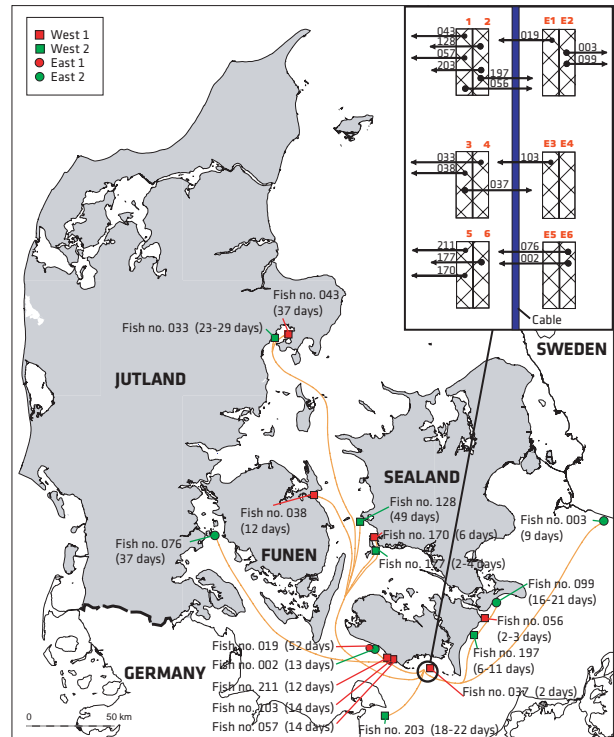 West 1
West 2
East 1
East 2
1 2 E1 E2
043
128
057
203
197
056
019
003
099
3 4 E3 E4
033
038
037
103
5 6 E5 E6
211
177
170
076
002
Cable
SWEDEN
Fish no. 043
(37 days)
Fish no. 033 (23-29 days)
JUTLAND
SEALAND
Fish no. 128
(49 days)
Fish no. 038
(12 days)
Fish no. 003
(9 days)
Fish no. 170 (6 days)
Fish no. 076
(37 days)
FUNEN
Fish no. 177 (2-4 days)
Fish no. 099
(16-21 days)
Fish no. 056
(2-3 days)
Fish no. 197
(6-11 days)
Fish no. 019 (52 days)
Fish no. 002 (13 days)
GERMANY
Fish no. 211 (12 days)
Fish no. 103 (14 days)
Fish no. 057 (14 days)
Fish no. 037 (2 days)
Fish no. 203 (18-22 days)
0 50 km